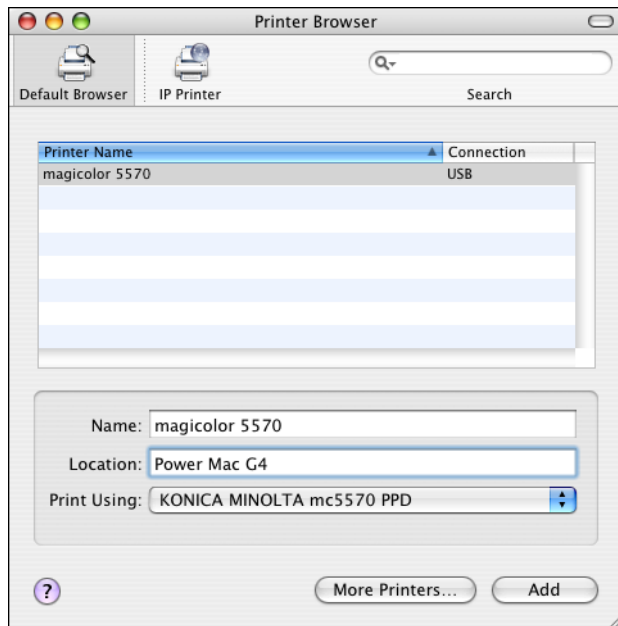 Printer Browser
Default Browser
IP Printer
Search
Printer Name Connection
magicolor 5570 USB
Name: magicolor 5570
Location: Power Mac G4
Print Using: KONICA MINOLTA mc5570 PPD
? More Printers... Add